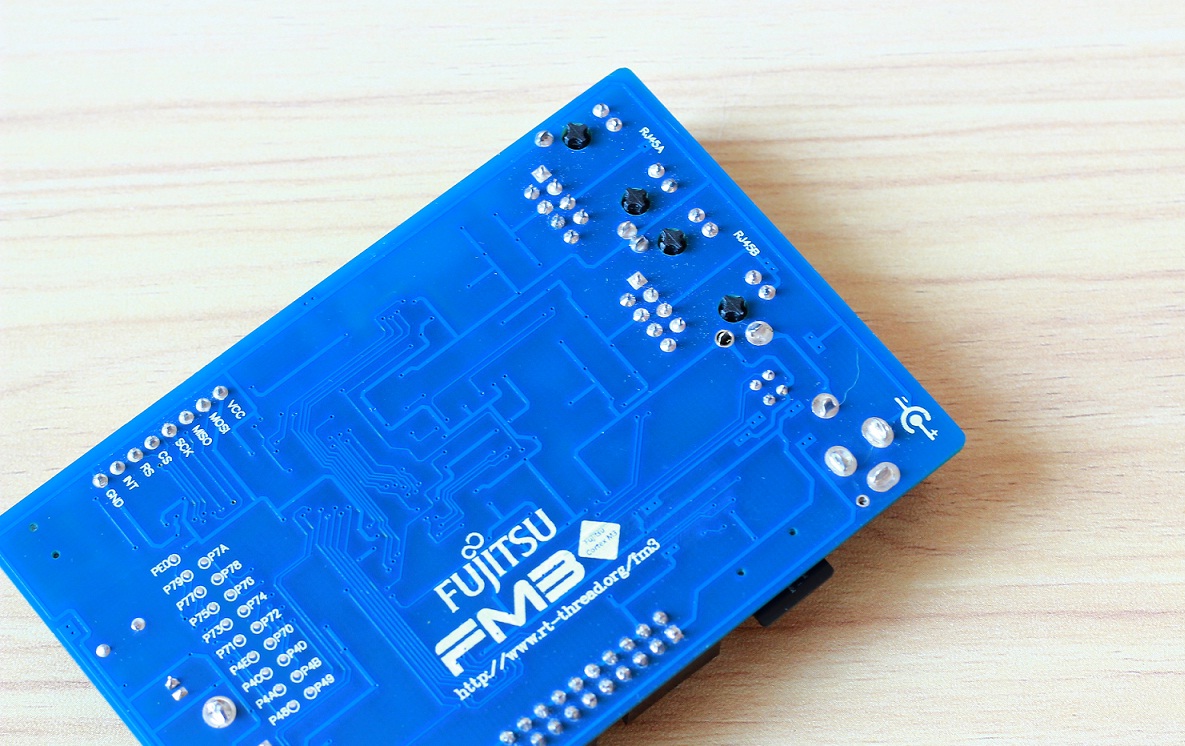 RJ45A
RJ45B
VCC
MOSI
MISO
SCK
CS
RS
INT
GND
PE0 P7A
P79 P78
P77 P76
P75 P74
P73 P72
P71 P70
P4E P4D
P4C P4B
P4A P49
P48
FUJITSU
FM3
FUJITSU
Cortex M3
http://www.rt-thread.org/fm3